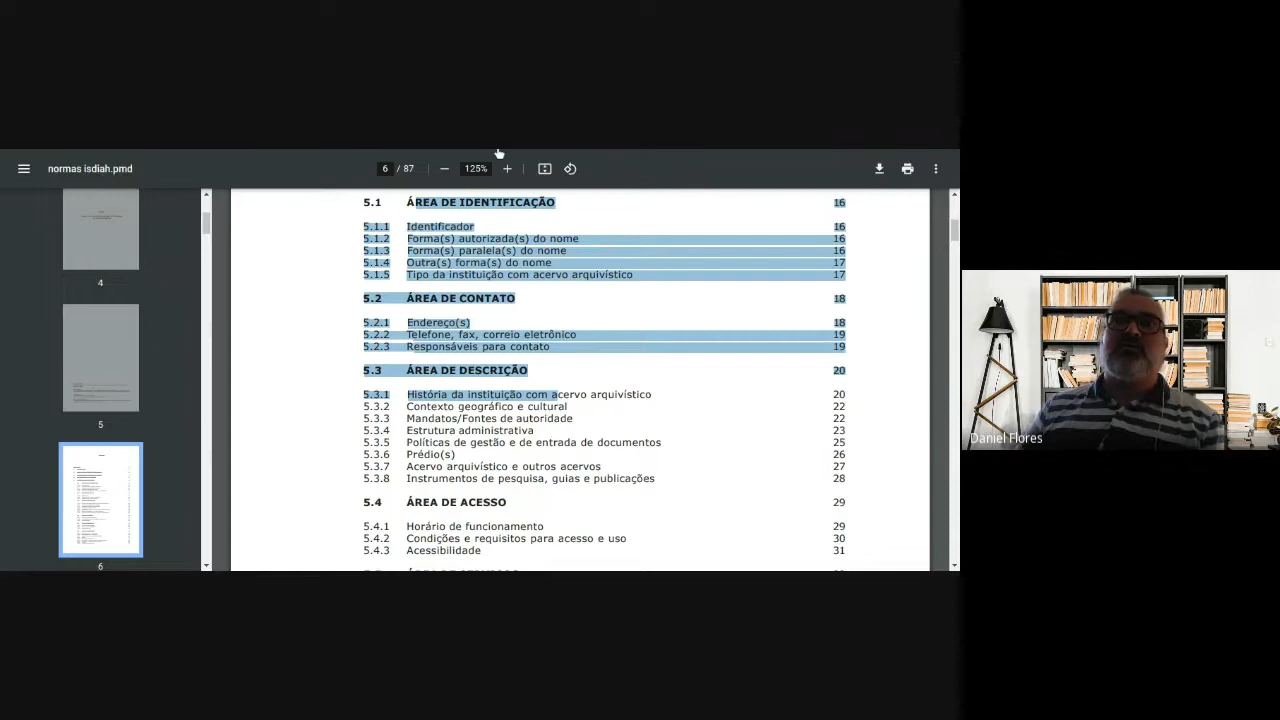 normas isdiah.pmd
6 / 87
125%
5.1 ÁREA DE IDENTIFICAÇÃO 16
5.1.1 Identificador 16
5.1.2 Forma(s) autorizada(s) do nome 16
5.1.3 Forma(s) paralela(s) do nome 16
5.1.4 Outra(s) forma(s) do nome 17
5.1.5 Tipo da instituição com acervo arquivístico 17
5.2 ÁREA DE CONTATO 18
5.2.1 Endereço(s) 18
5.2.2 Telefone, fax, correio eletrônico 19
5.2.3 Responsáveis para contato 19
5.3 ÁREA DE DESCRIÇÃO 20
5.3.1 História da instituição com acervo arquivístico 20
5.3.2 Contexto geográfico e cultural 22
5.3.3 Mandatos/Fontes de autoridade 22
5.3.4 Estrutura administrativa 23
5.3.5 Políticas de gestão e de entrada de documentos 25
5.3.6 Prédio(s) 26
5.3.7 Acervo arquivístico e outros acervos 27
5.3.8 Instrumentos de pesquisa, guias e publicações 28
5.4 ÁREA DE ACESSO 29
5.4.1 Horário de funcionamento 29
5.4.2 Condições e requisitos para acesso e uso 30
5.4.3 Acessibilidade 31
4
5
6
Daniel Flores